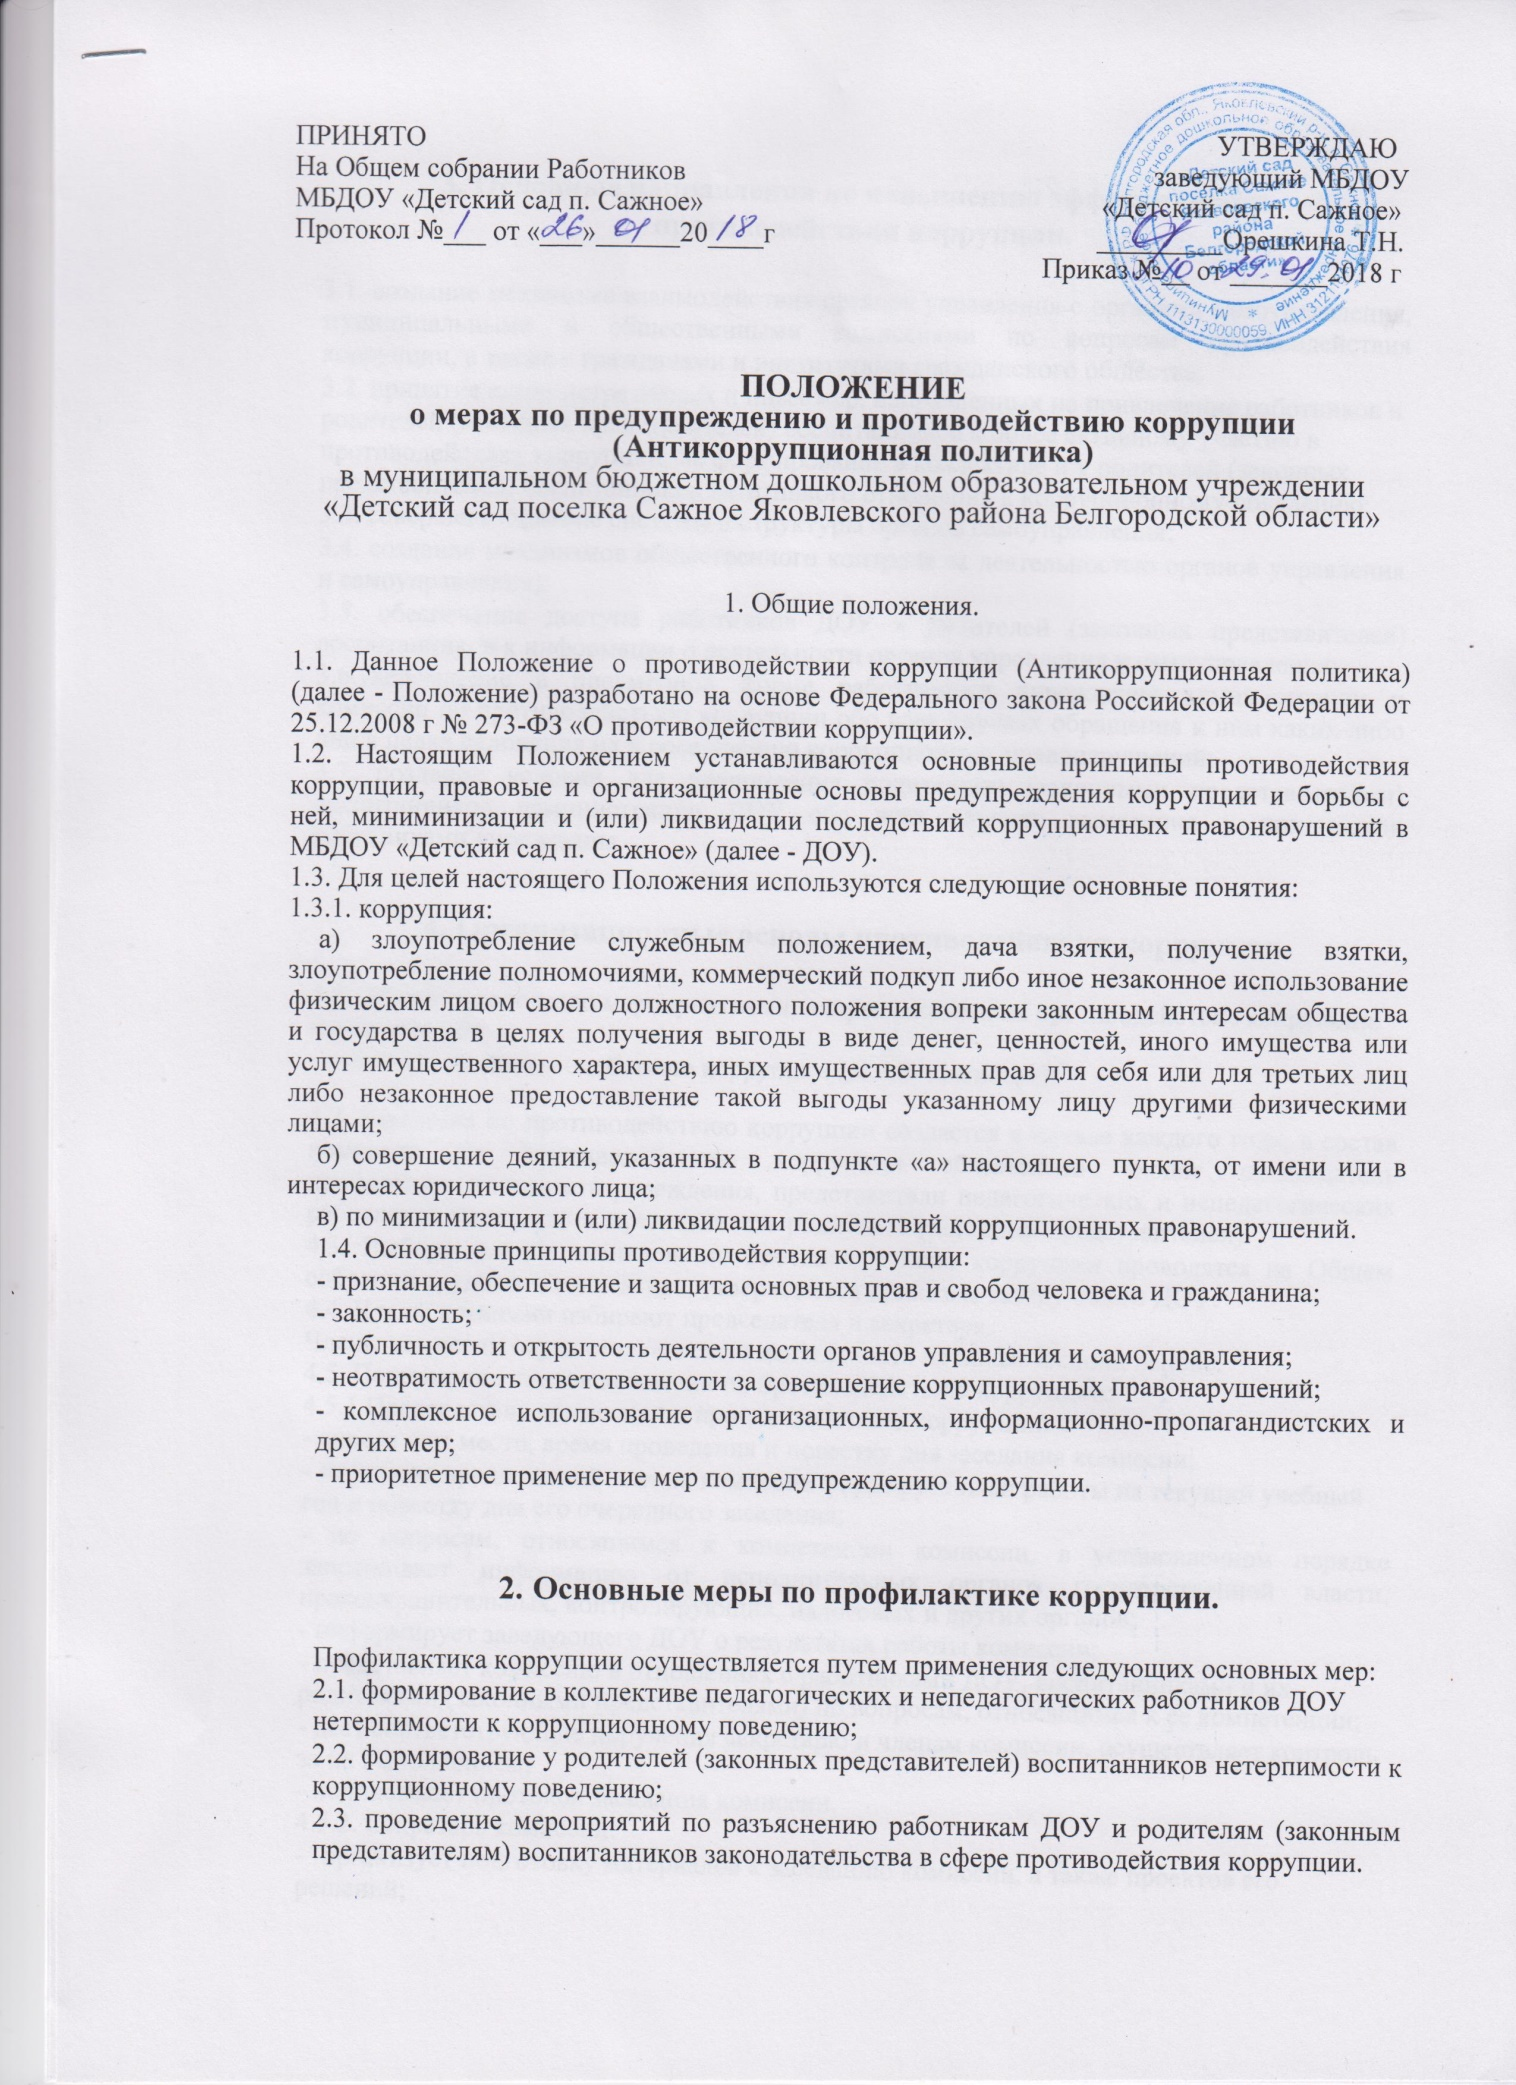 ПРИНЯТО
На Общем собрании Работников
МБДОУ «Детский сад п. Сажное»
Протокол № 1 от «26» 01 2018 г
УТВЕРЖДАЮ
заведующий МБДОУ
«Детский сад п. Сажное»
Орешкина Т.Н.
Приказ № 10 от 29.01 2018 г
Детский сад
поселка Сажное
Яковлевского
района
Белгородской
области»
ПОЛОЖЕНИЕ
о мерах по предупреждению и противодействию коррупции
(Антикоррупционная политика)
в муниципальном бюджетном дошкольном образовательном учреждении
«Детский сад поселка Сажное Яковлевского района Белгородской области»
1. Общие положения.
1.1. Данное Положение о противодействии коррупции (Антикоррупционная политика)
(далее - Положение) разработано на основе Федерального закона Российской Федерации от
25.12.2008 г № 273-ФЗ «О противодействии коррупции».
1.2. Настоящим Положением устанавливаются основные принципы противодействия
коррупции, правовые и организационные основы предупреждения коррупции и борьбы с
ней, миниминизации и (или) ликвидации последствий коррупционных правонарушений в
МБДОУ «Детский сад п. Сажное» (далее - ДОУ).
1.3. Для целей настоящего Положения используются следующие основные понятия:
1.3.1. коррупция:
а) злоупотребление служебным положением, дача взятки, получение взятки,
злоупотребление полномочиями, коммерческий подкуп либо иное незаконное использование
физическим лицом своего должностного положения вопреки законным интересам общества
и государства в целях получения выгоды в виде денег, ценностей, иного имущества или
услуг имущественного характера, иных имущественных прав для себя или для третьих лиц
либо незаконное предоставление такой выгоды указанному лицу другими физическими
лицами;
б) совершение деяний, указанных в подпункте «а» настоящего пункта, от имени или в
интересах юридического лица;
в) по минимизации и (или) ликвидации последствий коррупционных правонарушений.
1.4. Основные принципы противодействия коррупции:
- признание, обеспечение и защита основных прав и свобод человека и гражданина;
- законность;
- публичность и открытость деятельности органов управления и самоуправления;
- неотвратимость ответственности за совершение коррупционных правонарушений;
- комплексное использование организационных, информационно-пропагандистских и
других мер;
- приоритетное применение мер по предупреждению коррупции.
2. Основные меры по профилактике коррупции.
Профилактика коррупции осуществляется путем применения следующих основных мер:
2.1. формирование в коллективе педагогических и непедагогических работников ДОУ
нетерпимости к коррупционному поведению;
2.2. формирование у родителей (законных представителей) воспитанников нетерпимости к
коррупционному поведению;
2.3. проведение мероприятий по разъяснению работникам ДОУ и родителям (законным
представителям) воспитанников законодательства в сфере противодействия коррупции.